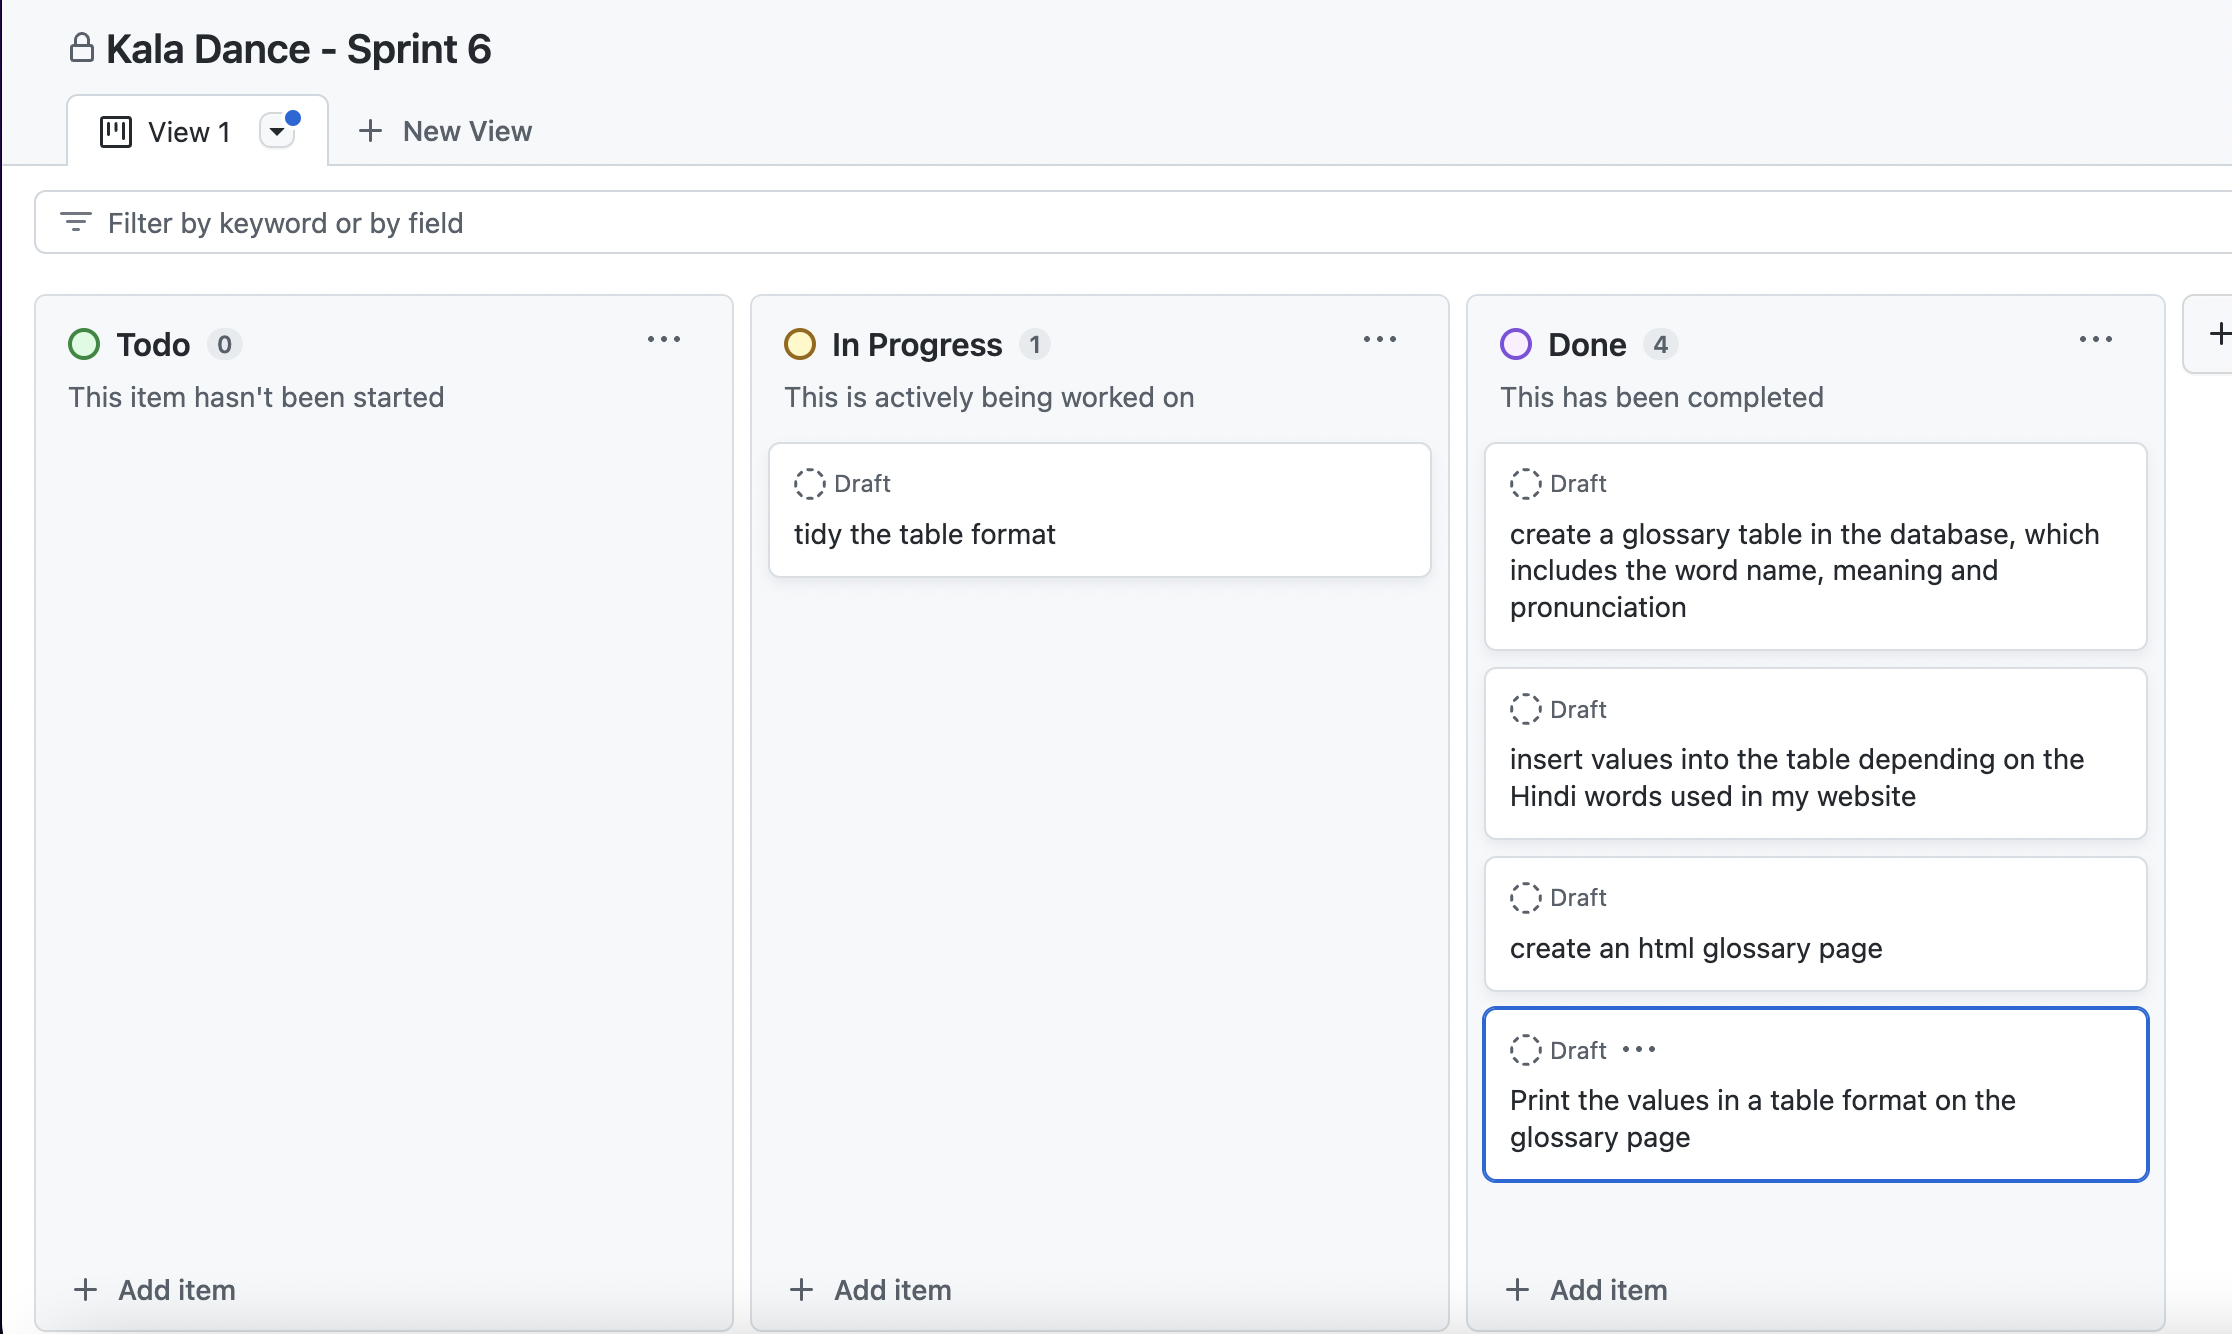 Kala Dance - Sprint 6
View 1
New View
Filter by keyword or by field
Todo 0
This item hasn't been started
Add item
In Progress 1
This is actively being worked on
Draft
tidy the table format
Add item
Done 4
This has been completed
Draft
create a glossary table in the database, which
includes the word name, meaning and
pronunciation
Draft
insert values into the table depending on the
Hindi words used in my website
Draft
create an html glossary page
Draft
Print the values in a table format on the
glossary page
Add item